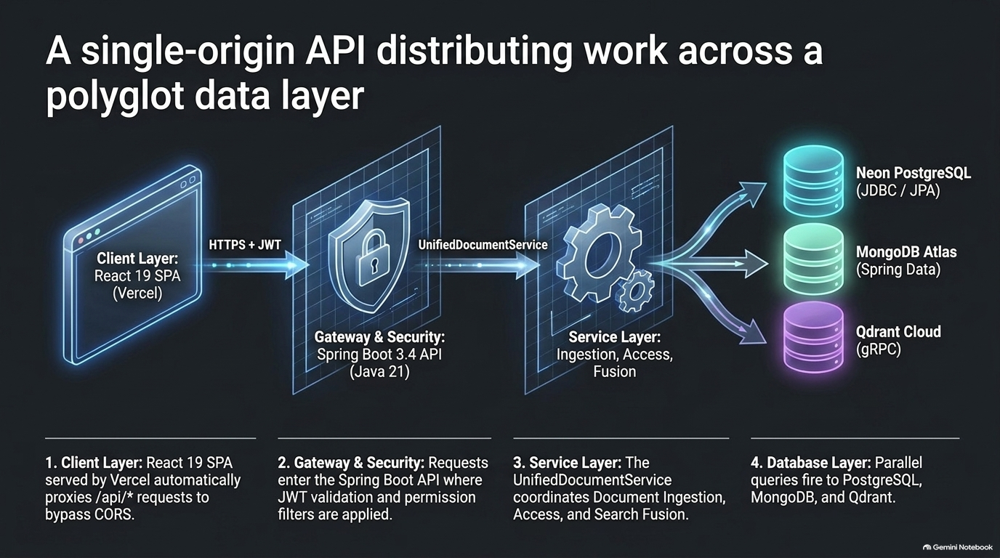 A single-origin API distributing work across a
polyglot data layer
Client Layer:
React 19 SPA
(Vercel)
HTTPS + JWT
Gateway & Security:
Spring Boot 3.4 API
(Java 21)
UnifiedDocumentService
Service Layer:
Ingestion, Access,
Fusion
Neon PostgreSQL
(JDBC / JPA)
MongoDB Atlas
(Spring Data)
Qdrant Cloud
(gRPC)
1. Client Layer: React 19 SPA
served by Vercel automatically
proxies /api/* requests to
bypass CORS.
2. Gateway & Security: Requests
enter the Spring Boot API where
JWT validation and permission
filters are applied.
3. Service Layer: The
UnifiedDocumentService
coordinates Document Ingestion,
Access, and Search Fusion.
4. Database Layer: Parallel
queries fire to PostgreSQL,
MongoDB, and Qdrant.
Gemini Notebook